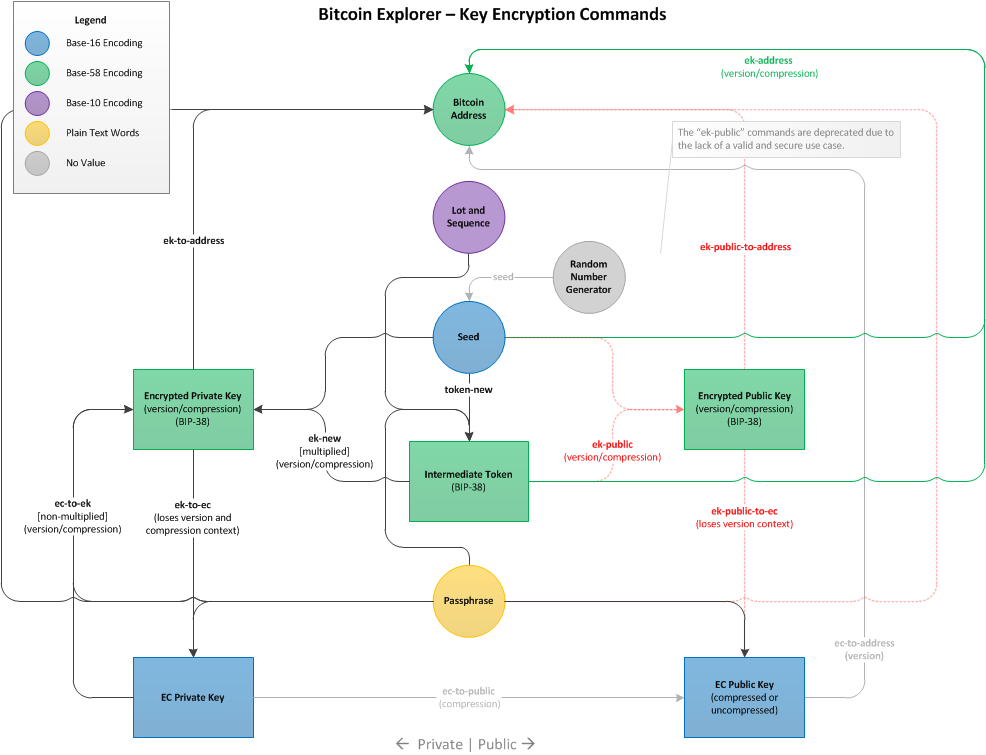 Bitcoin Explorer – Key Encryption Commands
Legend
Base-16 Encoding
Base-58 Encoding
Base-10 Encoding
Plain Text Words
No Value
ek-address
(version/compression)
Bitcoin
Address
The “ek-public” commands are deprecated due to
the lack of a valid and secure use case.
Lot and
Sequence
ek-to-address
ek-public-to-address
Random
Number
Generator
seed
Seed
token-new
Encrypted Private Key
(version/compression)
(BIP-38)
Encrypted Public Key
(version/compression)
(BIP-38)
ek-new
[multiplied]
(version/compression)
ek-public
(version/compression)
Intermediate Token
(BIP-38)
ec-to-ek
[non-multiplied]
(version/compression)
ek-to-ec
(loses version and
compression context)
ek-public-to-ec
(loses version context)
Passphrase
ec-to-address
(version)
EC Private Key
ec-to-public
(compression)
EC Public Key
(compressed or
uncompressed)
← Private | Public →